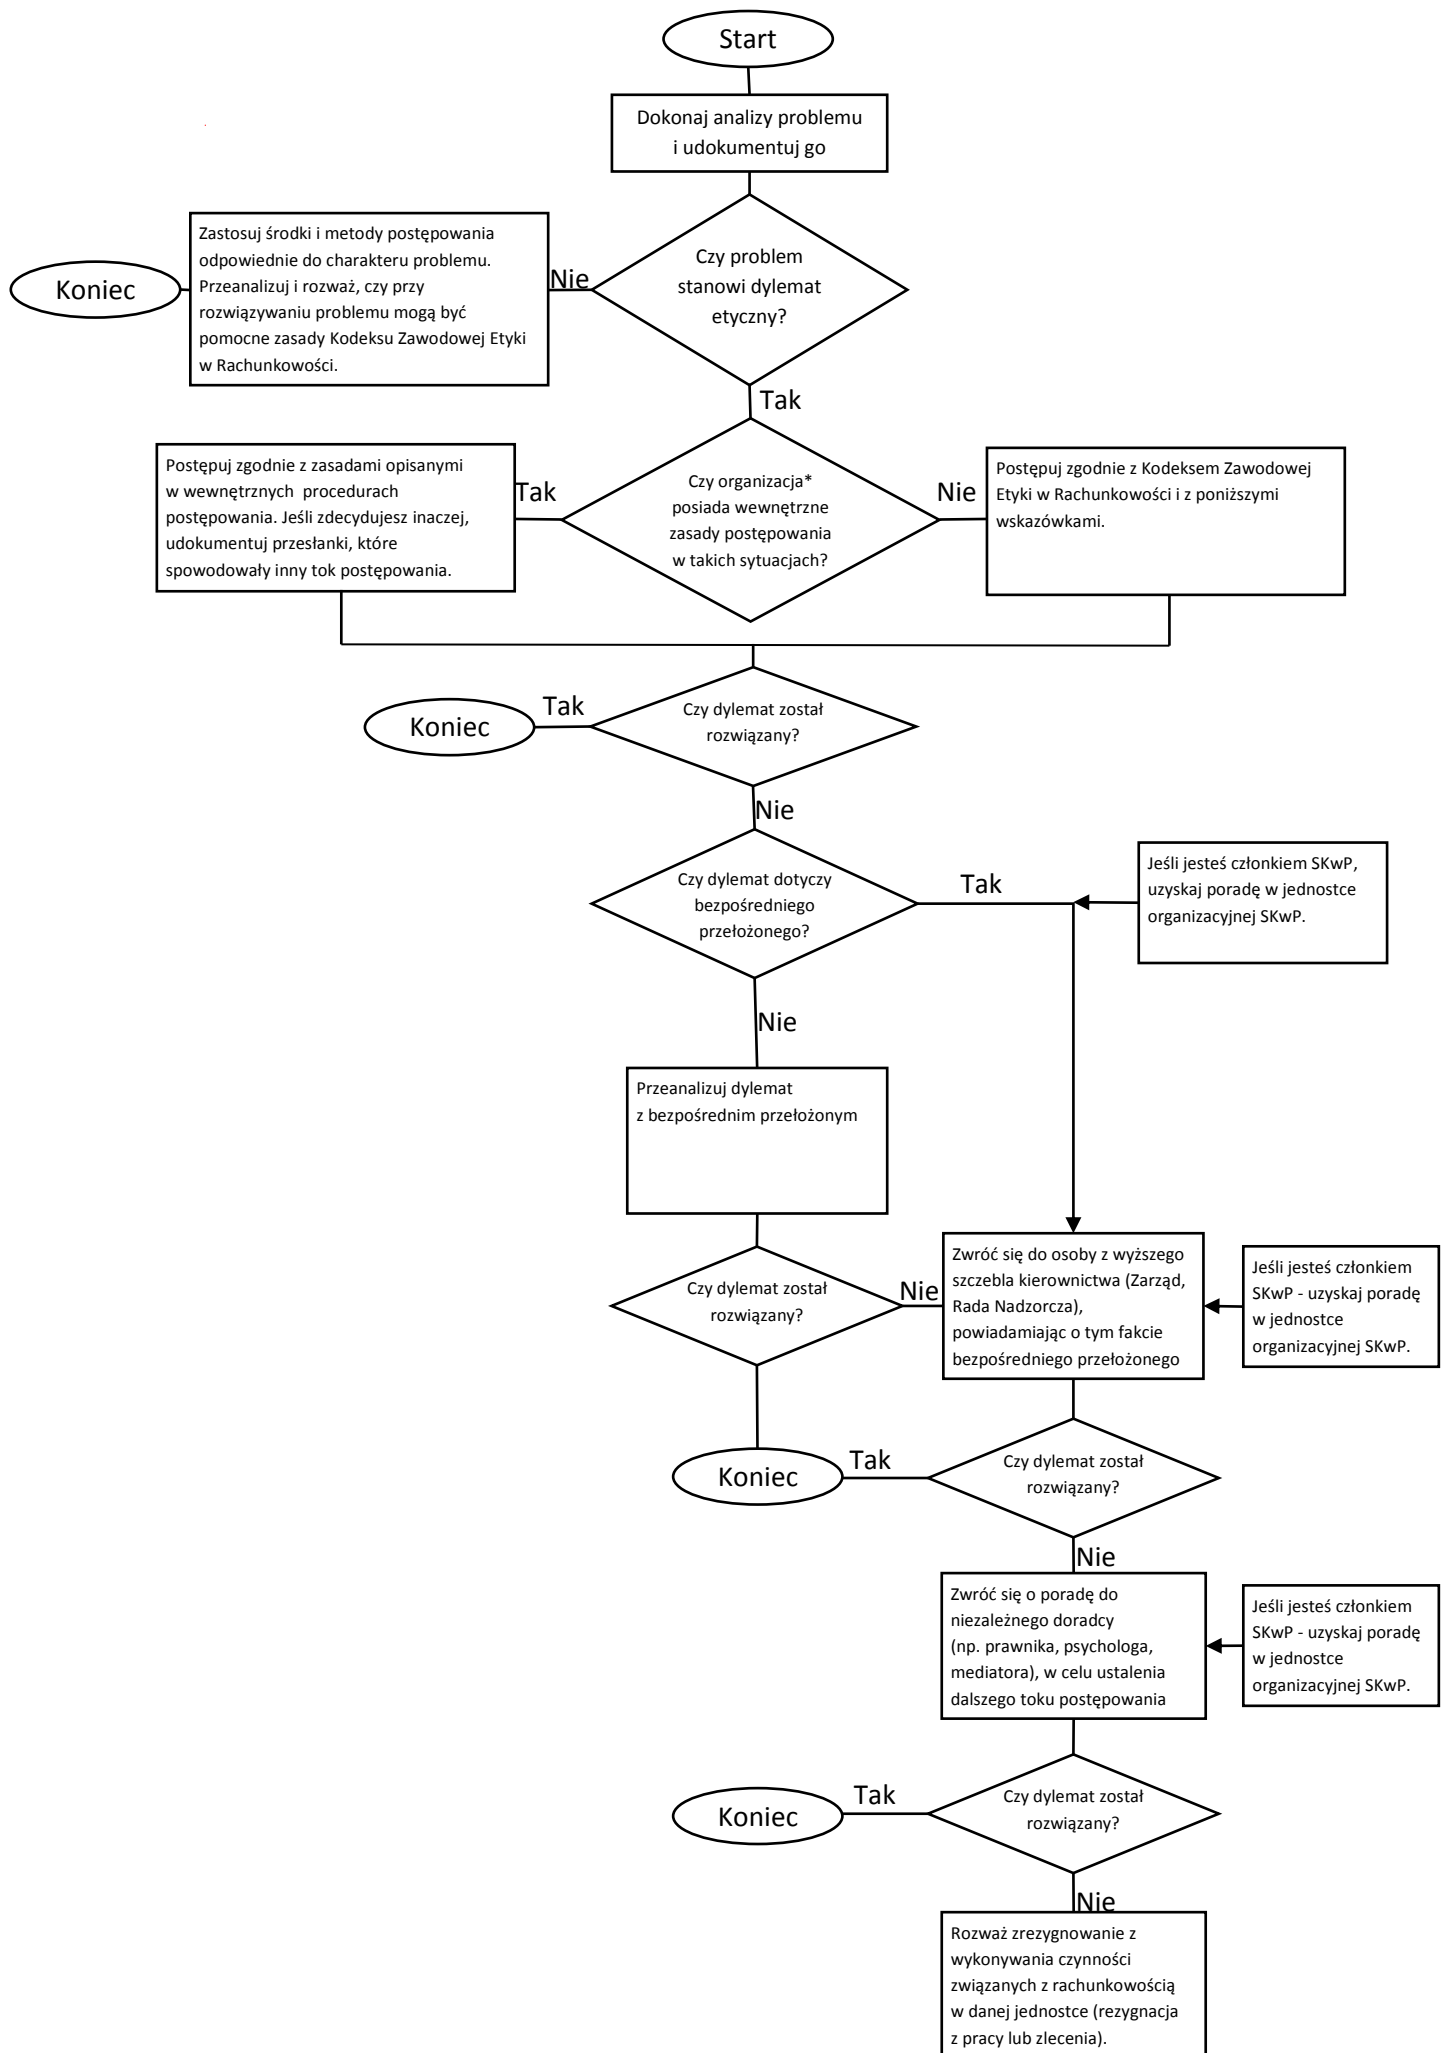 Start
Dokonaj analizy problemu
i udokumentuj go
Zastosuj środki i metody postępowania
odpowiednie do charakteru problemu.
Przeanalizuj i rozważ, czy przy
rozwiązywaniu problemu mogą być
pomocne zasady Kodeksu Zawodowej Etyki
w Rachunkowości.
Koniec
Nie
Czy problem
stanowi dylemat
etyczny?
Tak
Postępuj zgodnie z zasadami opisanymi
w wewnętrznych procedurach
postępowania. Jeśli zdecydujesz inaczej,
udokumentuj przesłanki, które
spowodowały inny tok postępowania.
Tak
Czy organizacja*
posiada wewnętrzne
zasady postępowania
w takich sytuacjach?
Nie
Postępuj zgodnie z Kodeksem Zawodowej
Etyki w Rachunkowości i z poniższymi
wskazówkami.
Koniec
Tak
Czy dylemat został
rozwiązany?
Nie
Czy dylemat dotyczy
bezpośredniego
przełożonego?
Tak
Jeśli jesteś członkiem SKwP,
uzyskaj poradę w jednostce
organizacyjnej SKwP.
Nie
Przeanalizuj dylemat
z bezpośrednim przełożonym
Czy dylemat został
rozwiązany?
Nie
Zwróć się do osoby z wyższego
szczebla kierownictwa (Zarząd,
Rada Nadzorcza),
powiadamiając o tym fakcie
bezpośredniego przełożonego
Jeśli jesteś członkiem
SKwP - uzyskaj poradę
w jednostce
organizacyjnej SKwP.
Koniec
Tak
Czy dylemat został
rozwiązany?
Nie
Zwróć się o poradę do
niezależnego doradcy
(np. prawnika, psychologa,
mediatora), w celu ustalenia
dalszego toku postępowania
Jeśli jesteś członkiem
SKwP - uzyskaj poradę
w jednostce
organizacyjnej SKwP.
Koniec
Tak
Czy dylemat został
rozwiązany?
Nie
Rozważ zrezygnowanie z
wykonywania czynności
związanych z rachunkowością
w danej jednostce (rezygnacja
z pracy lub zlecenia).